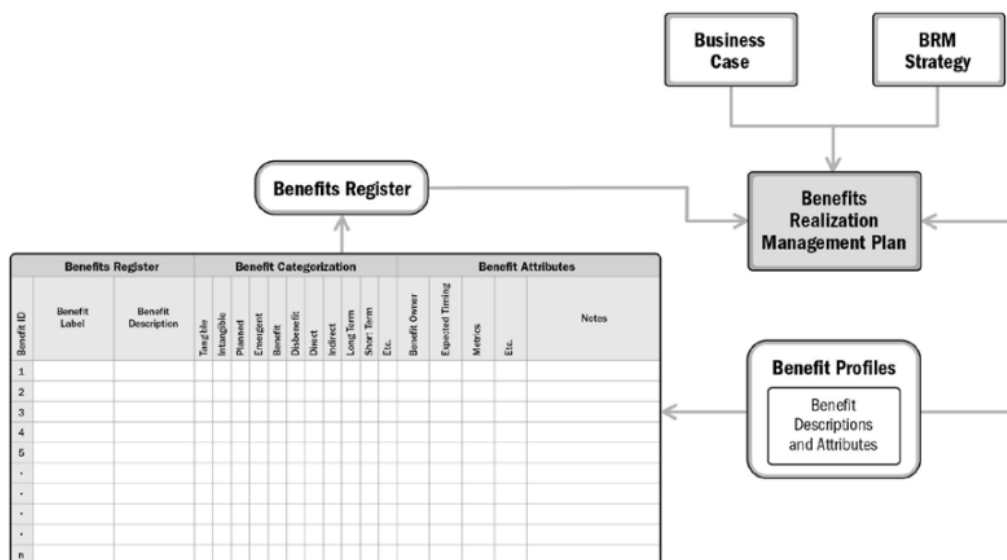 Business
Case
BRM
Strategy
Benefits Register
Benefits
Realization
Management Plan
Benefits Register
Benefit Categorization
Benefit Attributes
Benefit ID
Benefit
Label
Benefit
Description
Tangible
Intangible
Planned
Emergent
Benefit
Disbenefit
Direct
Indirect
Long Term
Short Term
Etc.
Benefit Owner
Expected Timing
Metrics
Etc.
Notes
1
2
3
4
5
.
.
.
.
n
Benefit Profiles
Benefit
Descriptions
and Attributes